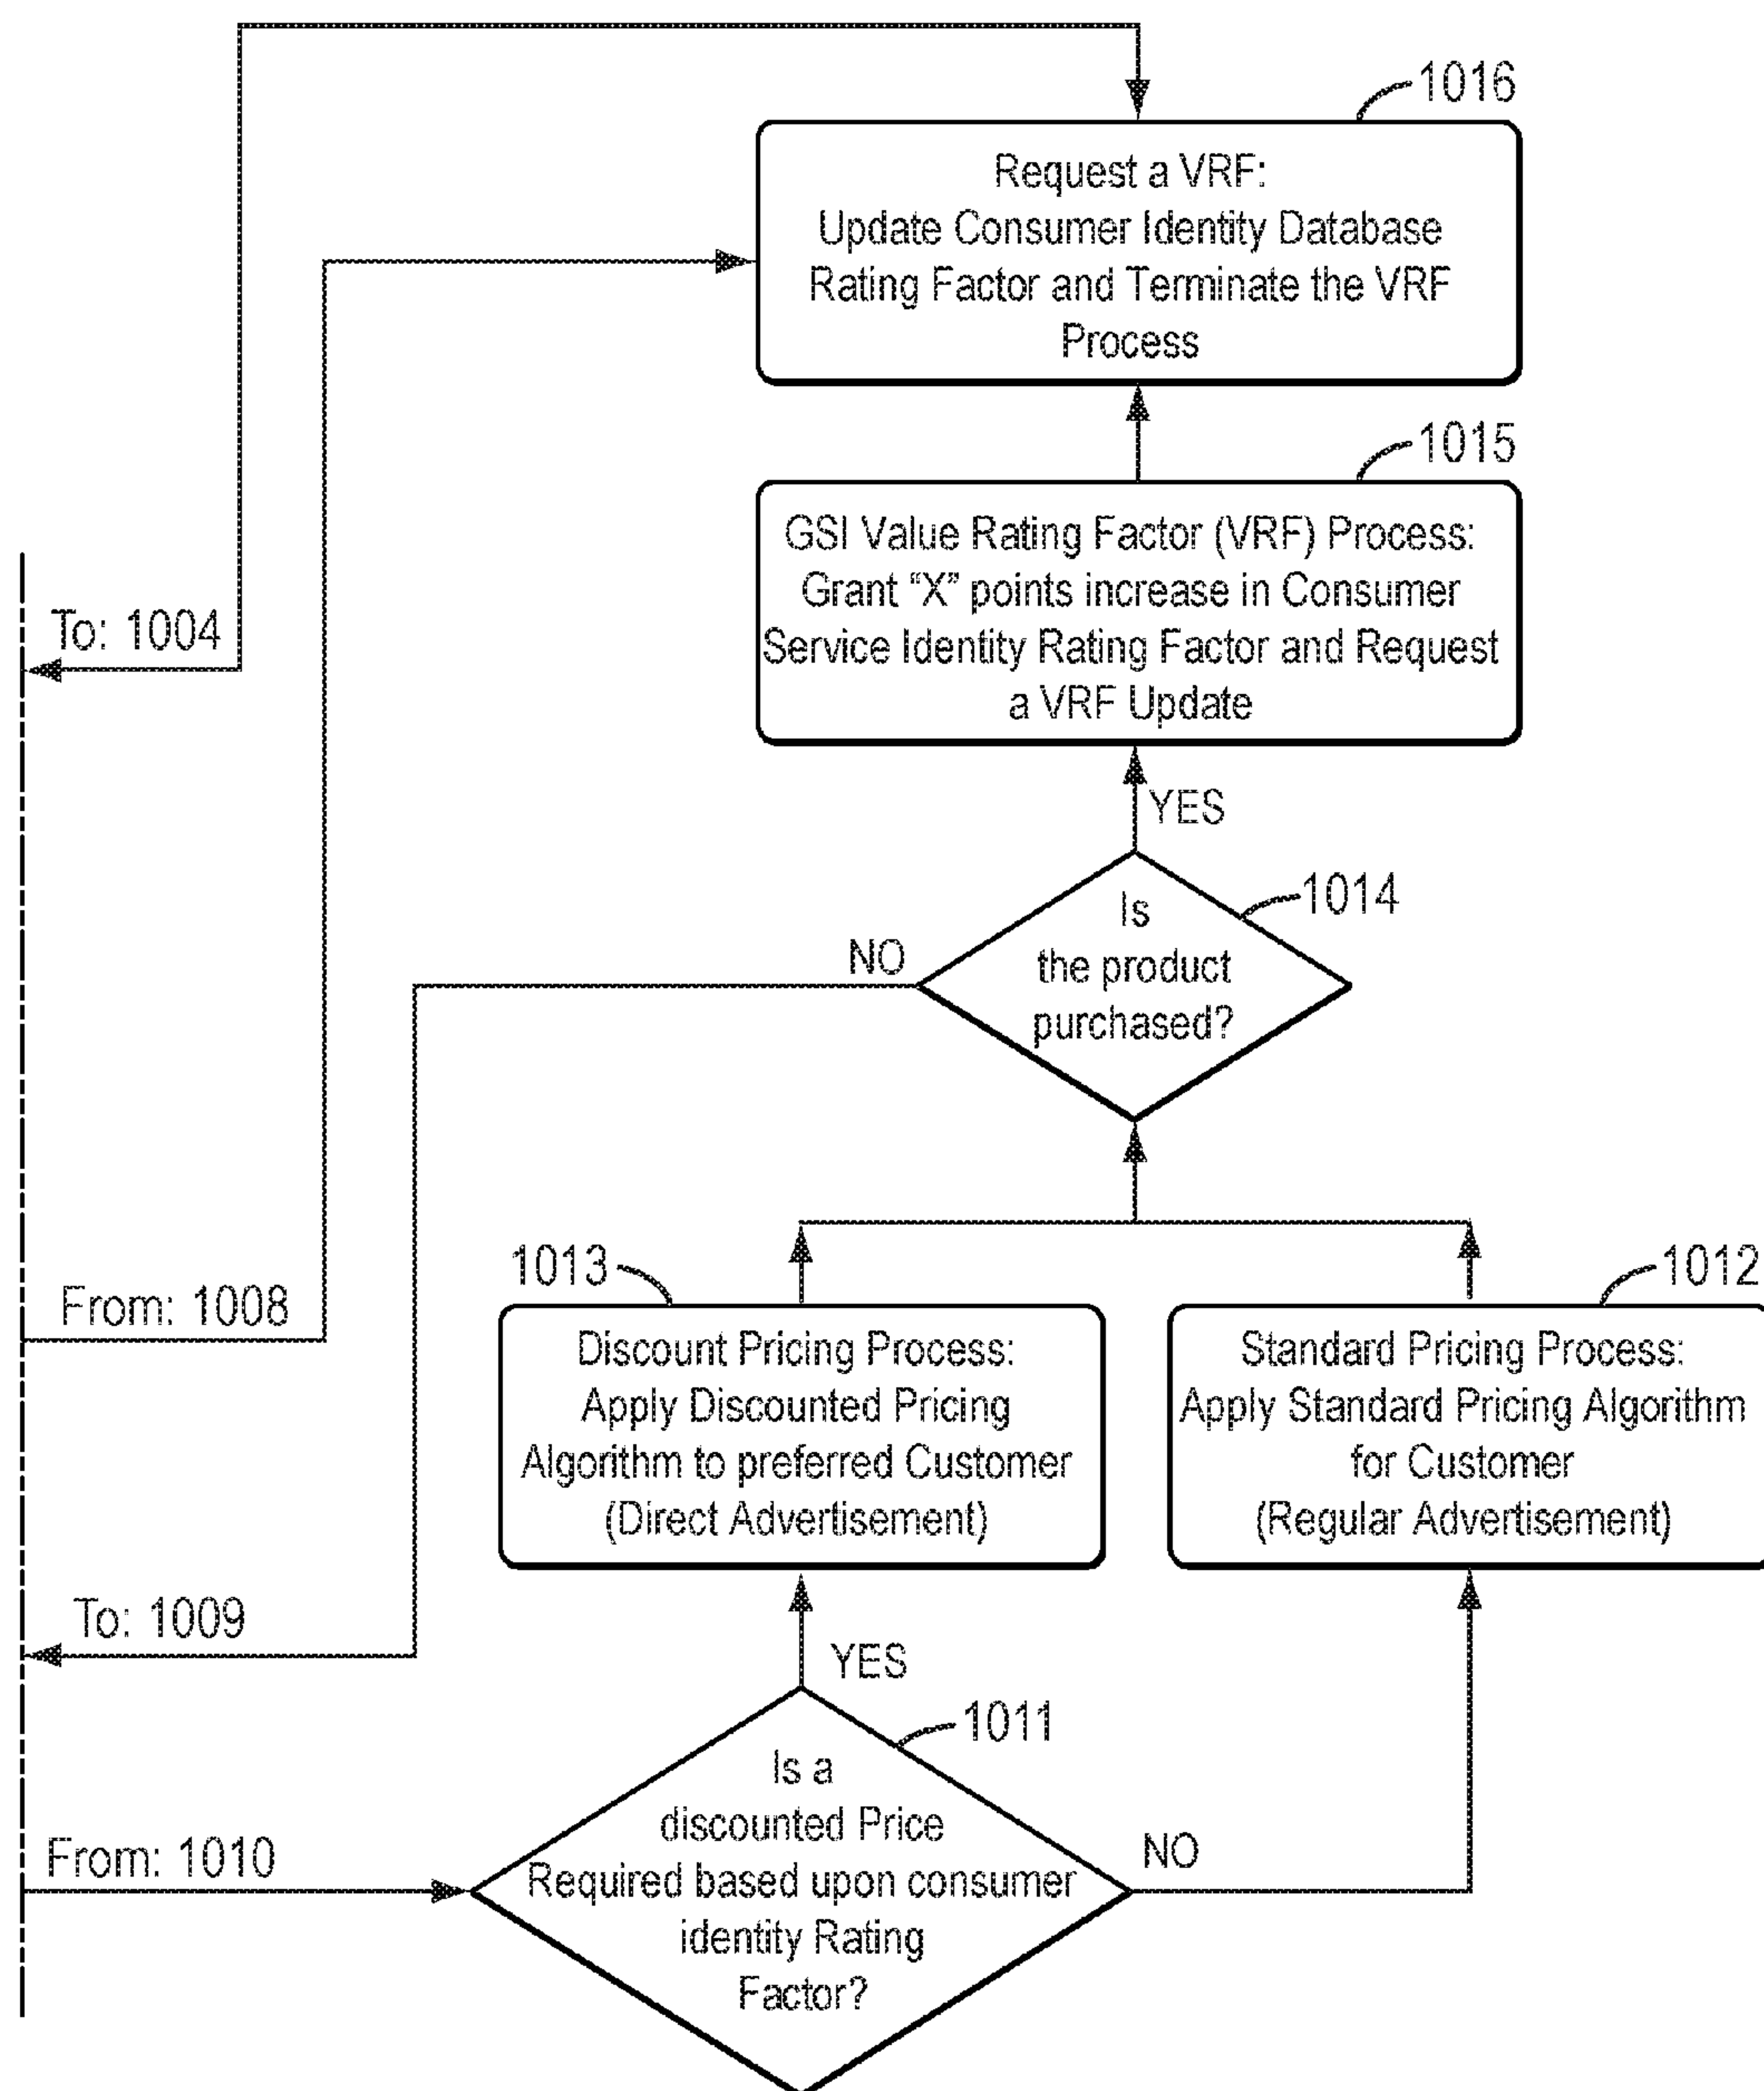 1016
Request a VRF:
Update Consumer Identity Database
Rating Factor and Terminate the VRF
Process
1015
GSI Value Rating Factor (VRF) Process:
Grant “X” points increase in Consumer
Service Identity Rating Factor and Request
a VRF Update
To: 1004
YES
1014
Is
the product
purchased?
NO
1013
1012
From: 1008
Discount Pricing Process:
Apply Discounted Pricing
Algorithm to preferred Customer
(Direct Advertisement)
Standard Pricing Process:
Apply Standard Pricing Algorithm
for Customer
(Regular Advertisement)
To: 1009
YES
1011
Is a
discounted Price
Required based upon consumer
identity Rating
Factor?
NO
From: 1010